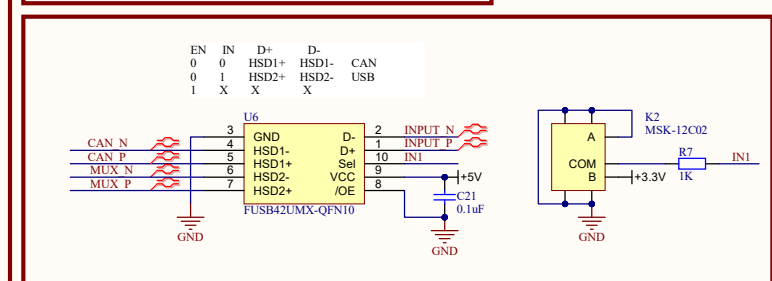 EN IN D+ D-
0 0 HSD1+ HSD1- CAN
0 1 HSD2+ HSD2- USB
1 X X X
U6
3 GND D- 2 INPUT_N
CAN_N 4 HSD1- D+ 1 INPUT_P
CAN_P 5 HSD1+ Sel 10 IN1
MUX_N 6 HSD2- VCC 9 +5V
MUX_P 7 HSD2+ /OE 8
FUSB42UMX-QFN10
C21
0.1uF
GND
GND
K2
MSK-12C02
A
COM
B
+3.3V
R7
1K
IN1
GND